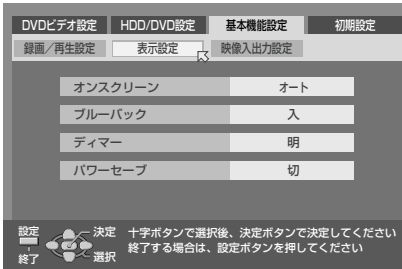 DVDビデオ設定 HDD/DVD設定 基本機能設定 初期設定
録画／再生設定 表示設定 映像入出力設定
オンスクリーン オート
ブルーバック 入
ディマー 明
パワーセーブ 切
設定 決定 十字ボタンで選択後、決定ボタンで決定してください
終了 選択 終了する場合は、設定ボタンを押してください